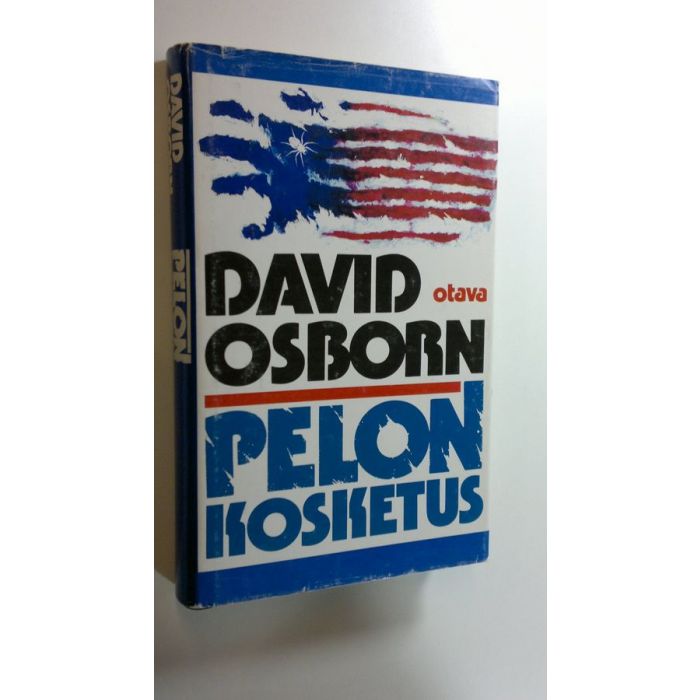 DAVID
otava
OSBORN
PELON
KOSKETUS
DAVID
PELON